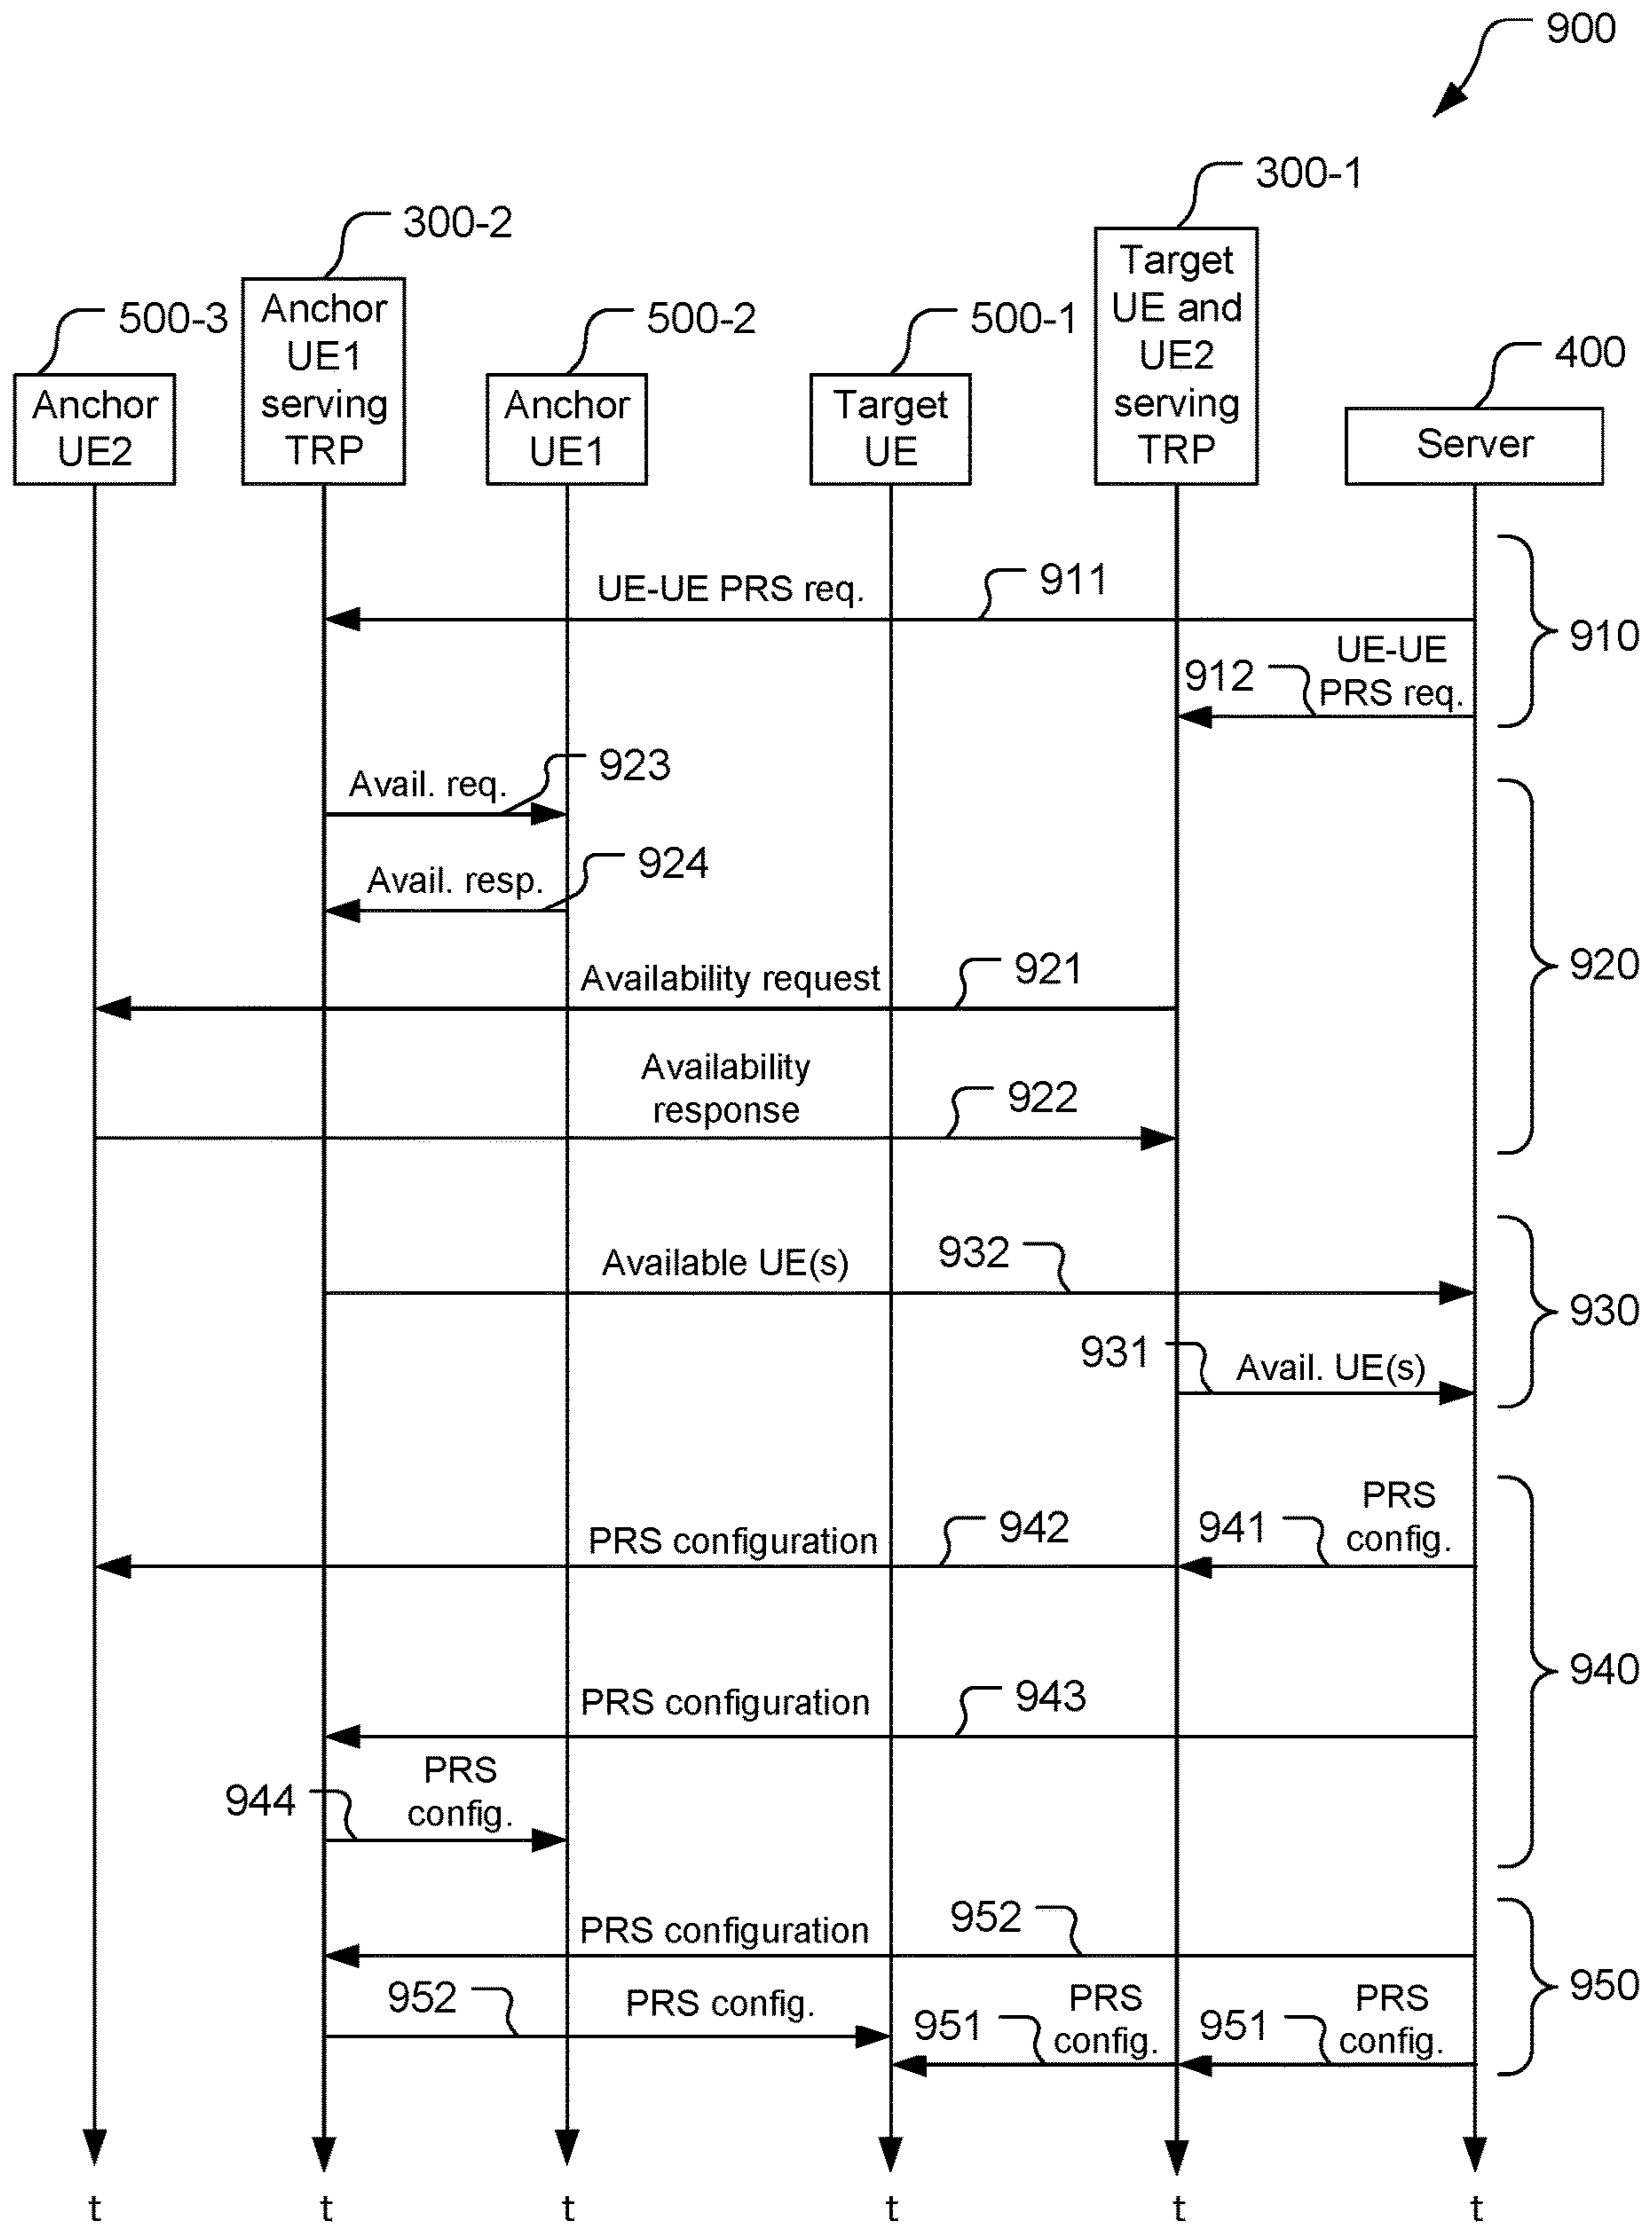 900
300-1
300-2
500-3
500-2
500-1
400
Anchor
UE2
Anchor
UE1
serving
TRP
Anchor
UE1
Target
UE
Target
UE and
UE2
serving
TRP
Server
UE-UE PRS req.
911
910
912
UE-UE
PRS req.
Avail. req.
923
Avail. resp.
924
920
Availability request
921
Availability
response
922
Available UE(s)
932
930
931
Avail. UE(s)
PRS configuration
942
941
PRS
config.
940
PRS configuration
943
944
PRS
config.
PRS configuration
952
950
952
PRS config.
951
PRS
config.
951
PRS
config.
t
t
t
t
t
t